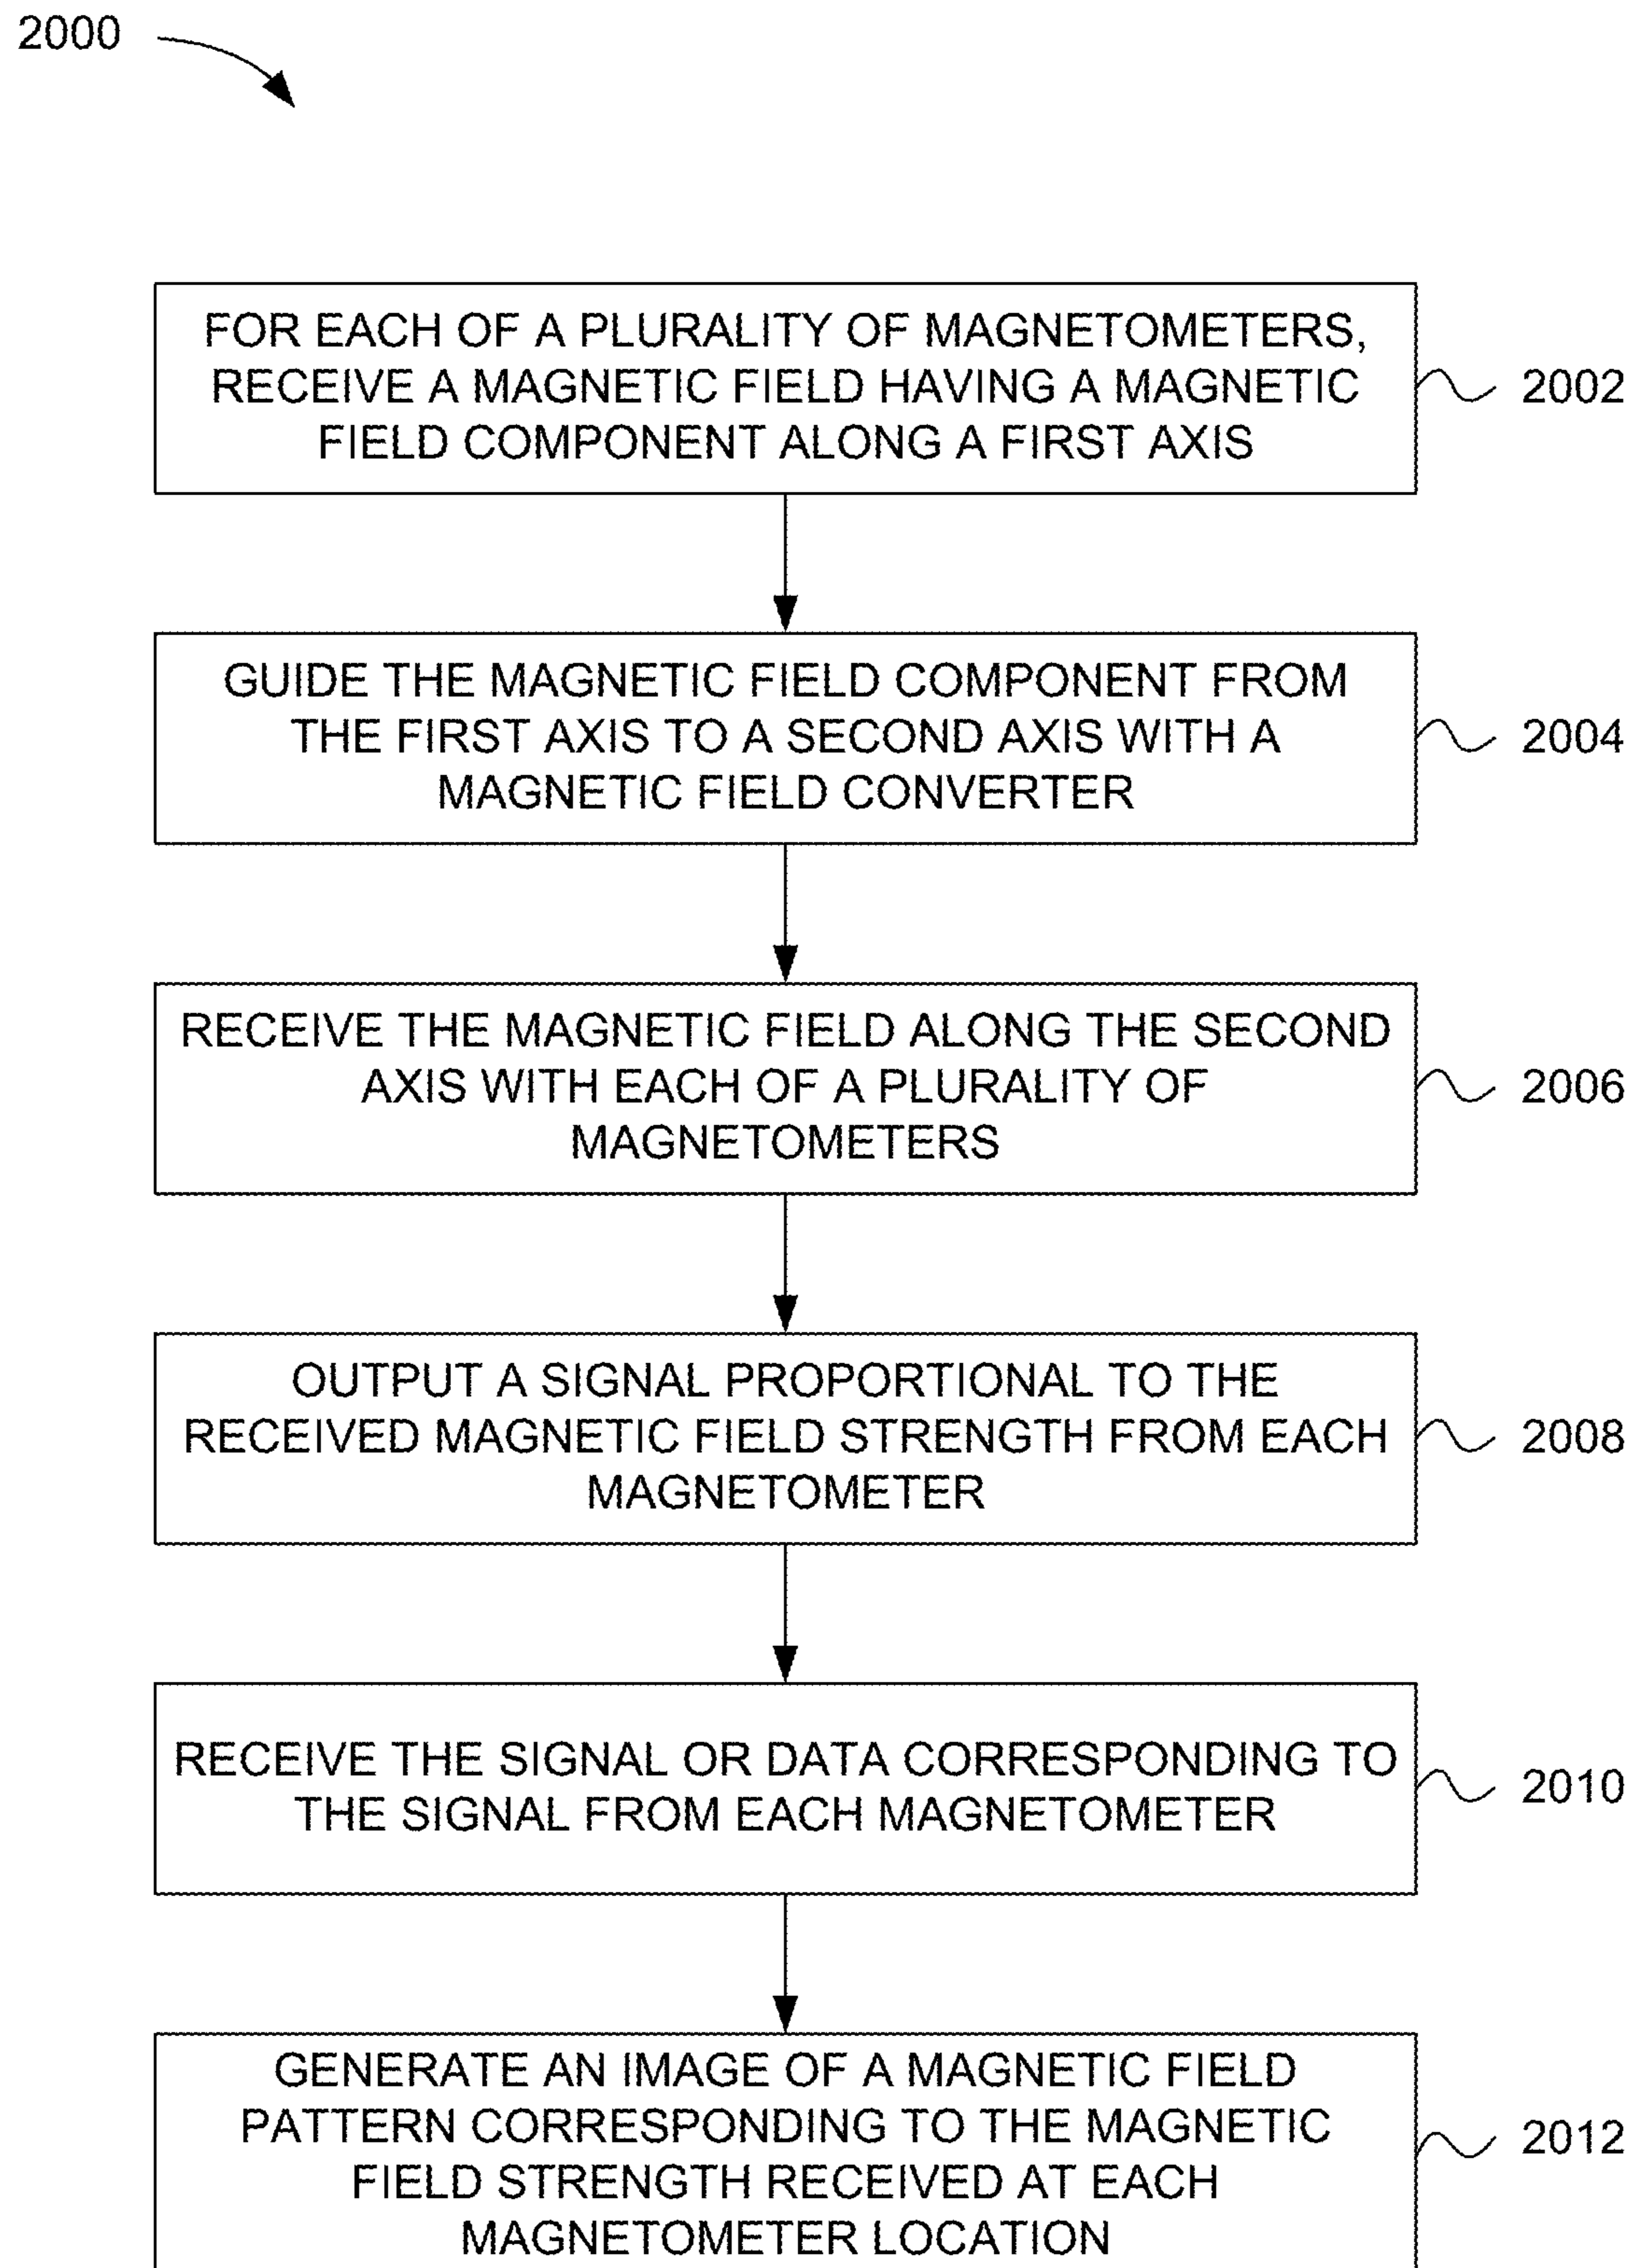 2000
FOR EACH OF A PLURALITY OF MAGNETOMETERS,
RECEIVE A MAGNETIC FIELD HAVING A MAGNETIC
FIELD COMPONENT ALONG A FIRST AXIS
2002
GUIDE THE MAGNETIC FIELD COMPONENT FROM
THE FIRST AXIS TO A SECOND AXIS WITH A
MAGNETIC FIELD CONVERTER
2004
RECEIVE THE MAGNETIC FIELD ALONG THE SECOND
AXIS WITH EACH OF A PLURALITY OF
MAGNETOMETERS
2006
OUTPUT A SIGNAL PROPORTIONAL TO THE
RECEIVED MAGNETIC FIELD STRENGTH FROM EACH
MAGNETOMETER
2008
RECEIVE THE SIGNAL OR DATA CORRESPONDING TO
THE SIGNAL FROM EACH MAGNETOMETER
2010
GENERATE AN IMAGE OF A MAGNETIC FIELD
PATTERN CORRESPONDING TO THE MAGNETIC
FIELD STRENGTH RECEIVED AT EACH
MAGNETOMETER LOCATION
2012